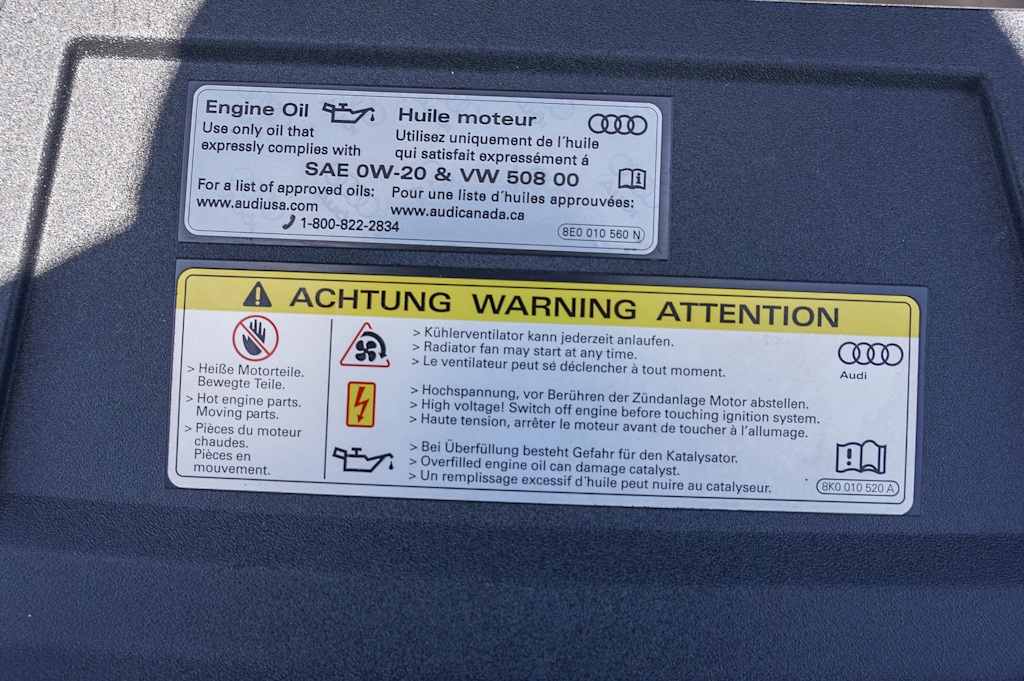 Engine Oil
Use only oil that
expressly complies with
Huile moteur
Utilisez uniquement de l´huile
qui satisfait expressément á
SAE 0W-20 & VW 508 00
For a list of approved oils:
www.audiusa.com
Pour une liste d´huiles approuvées:
www.audicanada.ca
1-800-822-2834
8E0 010 560 N
ACHTUNG WARNING ATTENTION
> Heiße Motorteile.
Bewegte Teile.
> Hot engine parts.
Moving parts.
> Pièces du moteur
chaudes.
Pièces en
mouvement.
> Kühlerventilator kann jederzeit anlaufen.
> Radiator fan may start at any time.
> Le ventilateur peut se déclencher à tout moment.
> Hochspannung, vor Berühren der Zündanlage Motor abstellen.
> High voltage! Switch off engine before touching ignition system.
> Haute tension, arrêter le moteur avant de toucher à l'allumage.
> Bei Überfüllung besteht Gefahr für den Katalysator.
> Overfilled engine oil can damage catalyst.
> Un remplissage excessif d´huile peut nuire au catalyseur.
Audi
8K0 010 520 A